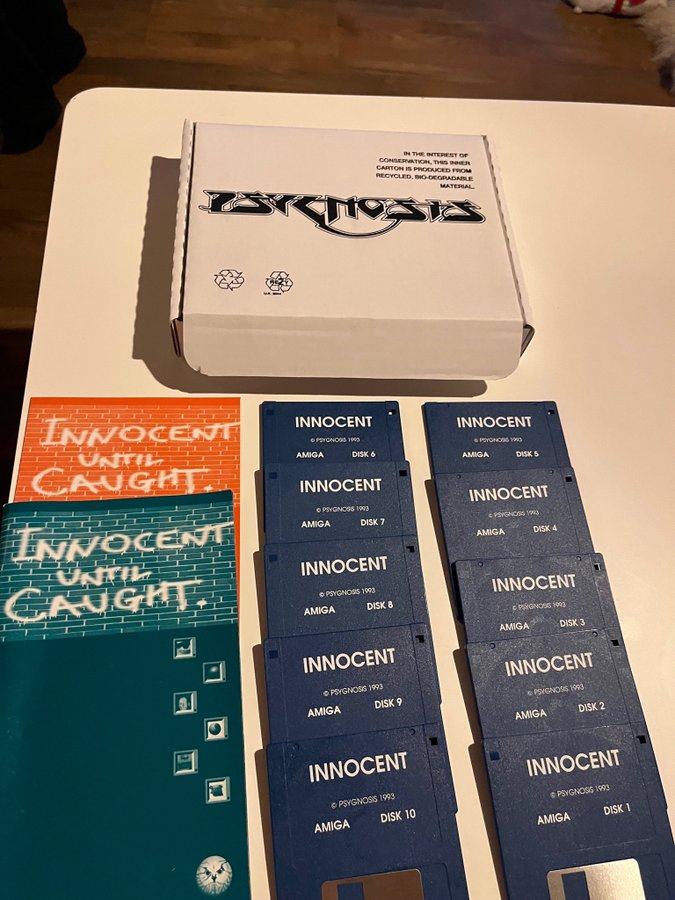 IN THE INTEREST OF
CONSERVATION, THIS INNER
CARTON IS PRODUCED FROM
RECYCLED, BIO-DEGRADABLE
MATERIAL.
PSYGNOSIS
RESY
INNOCENT
UNTIL
CAUGHT.
INNOCENT
UNTIL
CAUGHT.
INNOCENT
© PSYGNOSIS 1993
AMIGA DISK 6
INNOCENT
© PSYGNOSIS 1993
AMIGA DISK 7
INNOCENT
© PSYGNOSIS 1993
AMIGA DISK 8
INNOCENT
© PSYGNOSIS 1993
AMIGA DISK 9
INNOCENT
© PSYGNOSIS 1993
AMIGA DISK 10
INNOCENT
© PSYGNOSIS 1993
AMIGA DISK 5
INNOCENT
© PSYGNOSIS 1993
AMIGA DISK 4
INNOCENT
© PSYGNOSIS 1993
AMIGA DISK 3
INNOCENT
© PSYGNOSIS 1993
AMIGA DISK 2
INNOCENT
© PSYGNOSIS 1993
AMIGA DISK 1